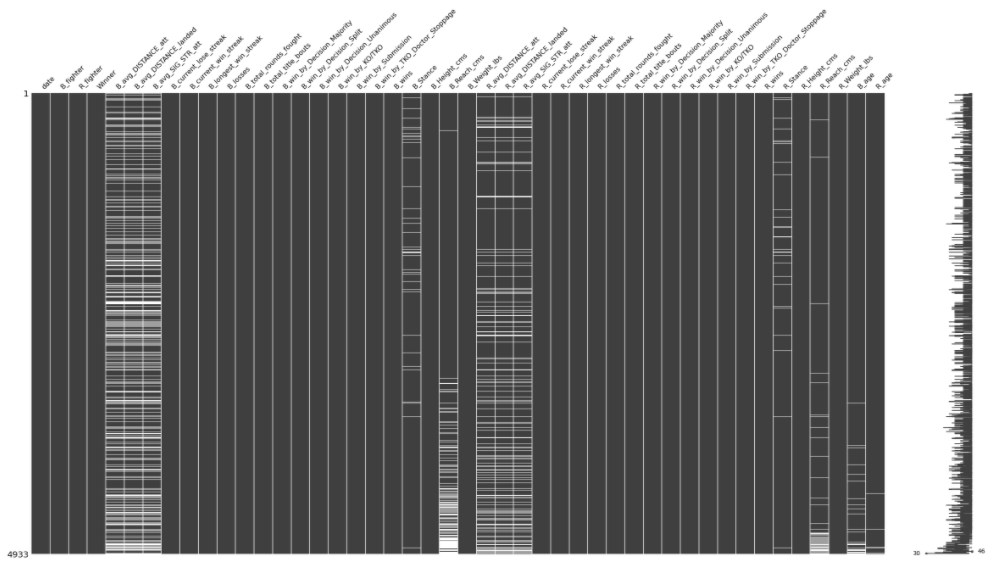 date
B_fighter
R_fighter
Winner
B_avg_DISTANCE_att
B_avg_DISTANCE_landed
B_avg_SIG_STR_att
B_current_lose_streak
B_current_win_streak
B_longest_win_streak
B_losses
B_total_rounds_fought
B_total_title_bouts
B_win_by_Decision_Majority
B_win_by_Decision_Split
B_win_by_Decision_Unanimous
B_win_by_KO/TKO
B_win_by_Submission
B_win_by_TKO_Doctor_Stoppage
B_wins
B_Stance
B_Height_cms
B_Reach_cms
B_Weight_lbs
R_avg_DISTANCE_att
R_avg_DISTANCE_landed
R_avg_SIG_STR_att
R_current_lose_streak
R_current_win_streak
R_longest_win_streak
R_losses
R_total_rounds_fought
R_total_title_bouts
R_win_by_Decision_Majority
R_win_by_Decision_Split
R_win_by_Decision_Unanimous
R_win_by_KO/TKO
R_win_by_Submission
R_win_by_TKO_Doctor_Stoppage
R_wins
R_Stance
R_Height_cms
R_Reach_cms
R_Weight_lbs
B_age
R_age
1
4933
30
46